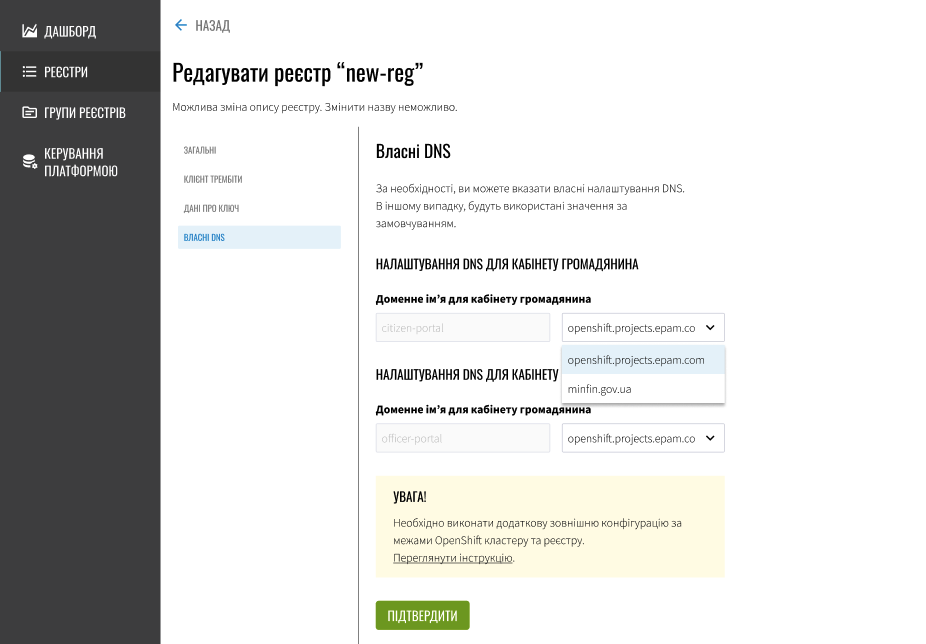 ДАШБОРД
РЕЄСТРИ
ГРУПИ РЕЄСТРІВ
КЕРУВАННЯ
ПЛАТФОРМОЮ
НАЗАД
Редагувати реєстр “new-reg”
Можлива зміна опису реєстру. Змінити назву неможливо.
ЗАГАЛЬНІ
КЛІЄНТ ТРЕМБІТИ
ДАНІ ПРО КЛЮЧ
ВЛАСНІ DNS
Власні DNS
За необхідності, ви можете вказати власні налаштування DNS.
В іншому випадку, будуть використані значення за
замовчуванням.
НАЛАШТУВАННЯ DNS ДЛЯ КАБІНЕТУ ГРОМАДЯНИНА
Доменне ім’я для кабінету громадянина
citizen-portal
openshift.projects.epam.co
openshift.projects.epam.com
minfin.gov.ua
НАЛАШТУВАННЯ DNS ДЛЯ КАБІНЕТУ
Доменне ім’я для кабінету громадянина
officer-portal
openshift.projects.epam.co
УВАГА!
Необхідно виконати додаткову зовнішню конфігурацію за
межами OpenShift кластеру та реєстру.
Переглянути інструкцію.
ПІДТВЕРДИТИ